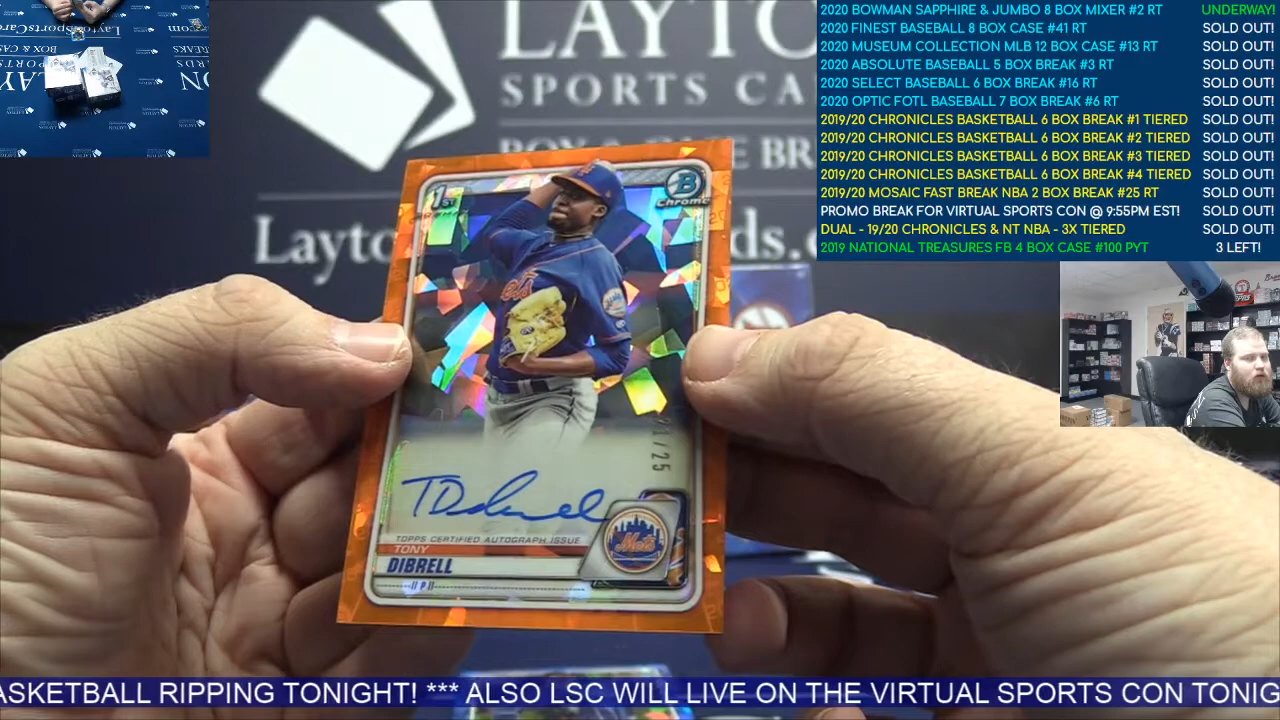 2020 BOWMAN SAPPHIRE & JUMBO 8 BOX MIXER #2 RT UNDERWAY!
2020 FINEST BASEBALL 8 BOX CASE #41 RT SOLD OUT!
2020 MUSEUM COLLECTION MLB 12 BOX CASE #13 RT SOLD OUT!
2020 ABSOLUTE BASEBALL 5 BOX BREAK #3 RT SOLD OUT!
2020 SELECT BASEBALL 6 BOX BREAK #16 RT SOLD OUT!
2020 OPTIC FOTL BASEBALL 7 BOX BREAK #6 RT SOLD OUT!
2019/20 CHRONICLES BASKETBALL 6 BOX BREAK #1 TIERED SOLD OUT!
2019/20 CHRONICLES BASKETBALL 6 BOX BREAK #2 TIERED SOLD OUT!
2019/20 CHRONICLES BASKETBALL 6 BOX BREAK #3 TIERED SOLD OUT!
2019/20 CHRONICLES BASKETBALL 6 BOX BREAK #4 TIERED SOLD OUT!
2019/20 MOSAIC FAST BREAK NBA 2 BOX BREAK #25 RT SOLD OUT!
PROMO BREAK FOR VIRTUAL SPORTS CON @ 9:55PM EST! SOLD OUT!
DUAL - 19/20 CHRONICLES & NT NBA - 3X TIERED SOLD OUT!
2019 NATIONAL TREASURES FB 4 BOX CASE #100 PYT 3 LEFT!
LAYTO
SPORTS CA
BOX & C
E BR
Layto
ds.com
1ST
B
Chrome
Mets
/25
T Dibrell
TOPPS CERTIFIED AUTOGRAPH ISSUE
TONY
DIBRELL
Mets
ASKETBALL RIPPING TONIGHT! *** ALSO LSC WILL LIVE ON THE VIRTUAL SPORTS CON TONIG